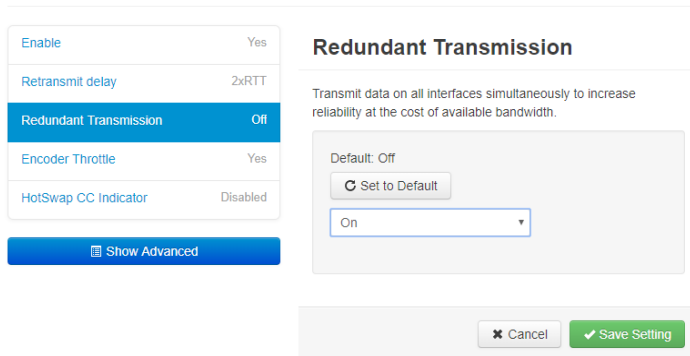 Enable Yes
Retransmit delay 2xRTT
Redundant Transmission Off
Encoder Throttle Yes
HotSwap CC Indicator Disabled
Show Advanced
Redundant Transmission
Transmit data on all interfaces simultaneously to increase
reliability at the cost of available bandwidth.
Default: Off
Set to Default
On
Cancel
Save Setting